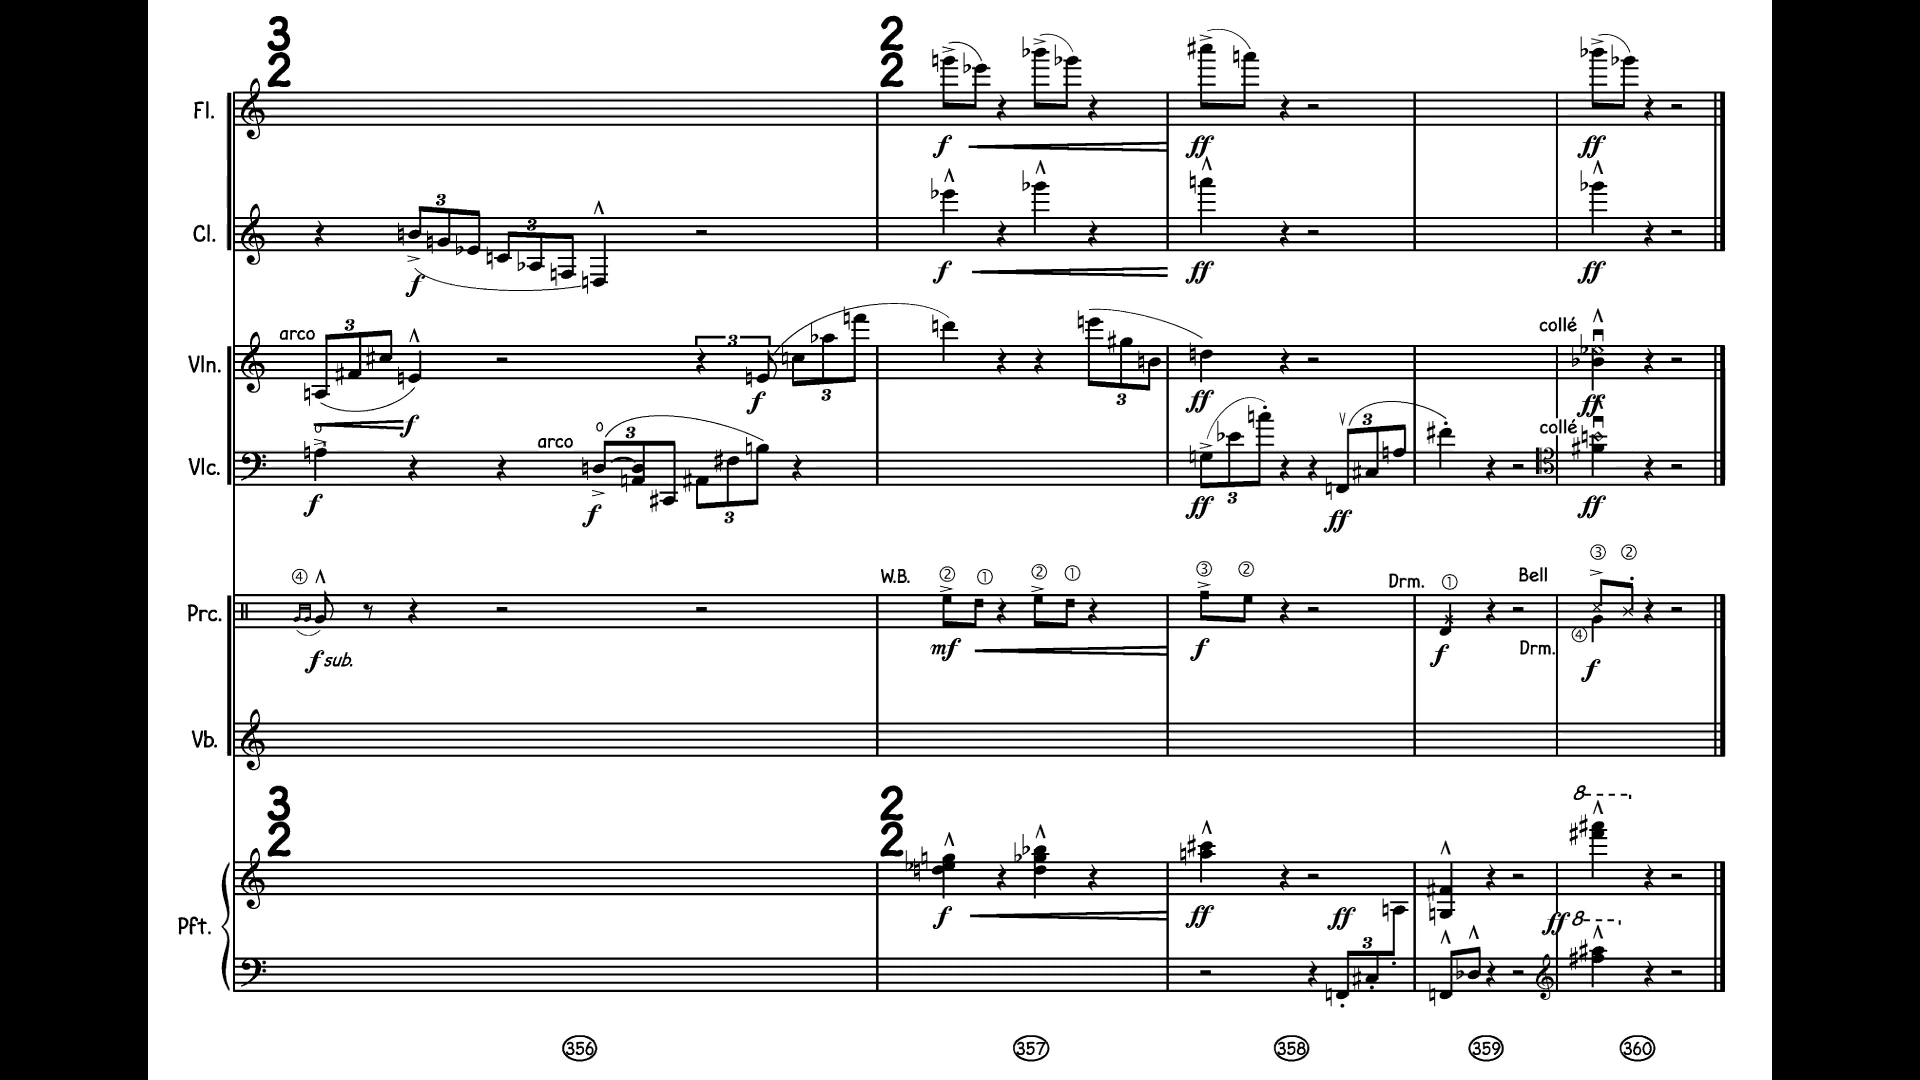 3 2
2 2
Fl.
f ff ff
3 3
Cl.
f f ff ff
arco 3 3 collé
Vln.
f f 3 3 ff ff
arco 3 3 collé
Vlc.
f f 3 ff 3 ff ff
④ W.B. ② ① ② ① ③ ② Drm. ① Bell ③ ②
Prc.
f sub. mf f f Drm. ④ f
Vb.
3 2 8
2 2
f ff ff ff 8
Pft.
3
356 357 358 359 360